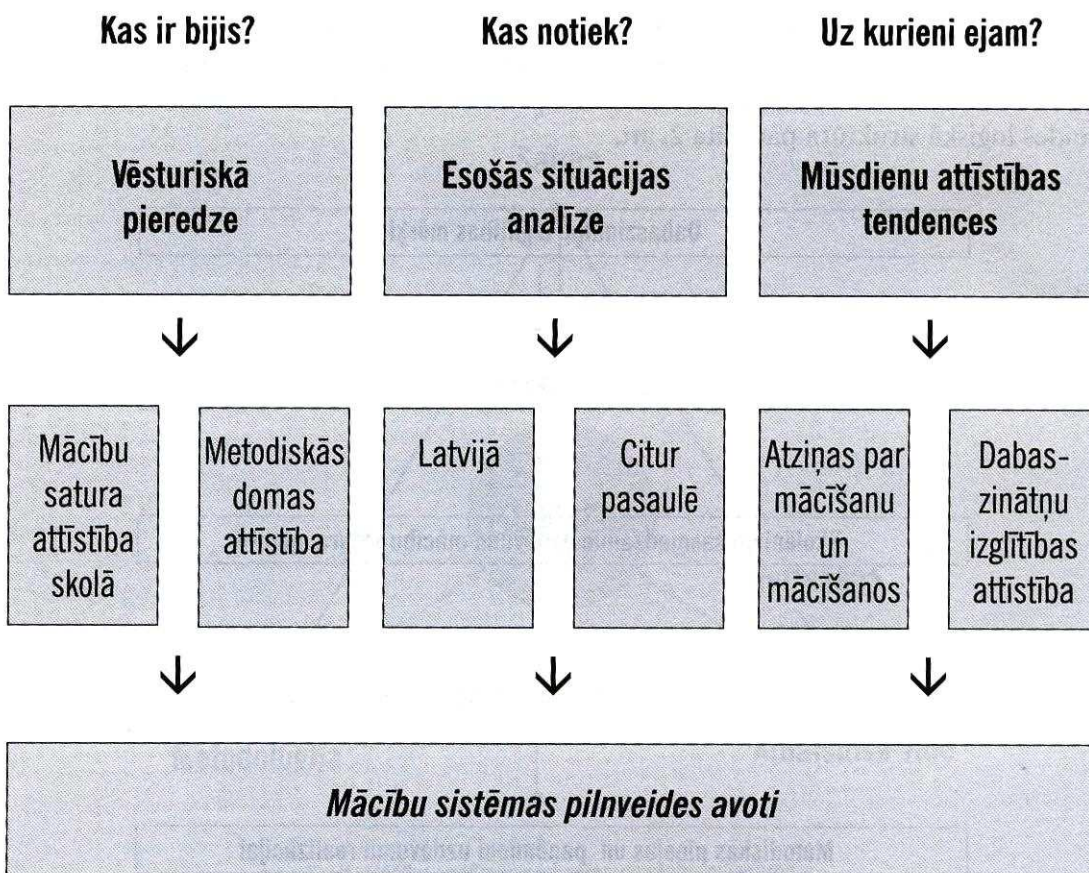 Kas ir bijis?
Kas notiek?
Uz kurieni ejam?
Vēsturiskā
pieredze
Esošās situācijas
analīze
Mūsdienu attīstības
tendences
Mācību
satura
attīstība
skolā
Metodiskās
domas
attīstība
Latvijā
Citur
pasaulē
Atziņas par
mācīšanu
un
mācīšanos
Dabas-
zinātņu
izglītības
attīstība
Mācību sistēmas pilnveides avoti